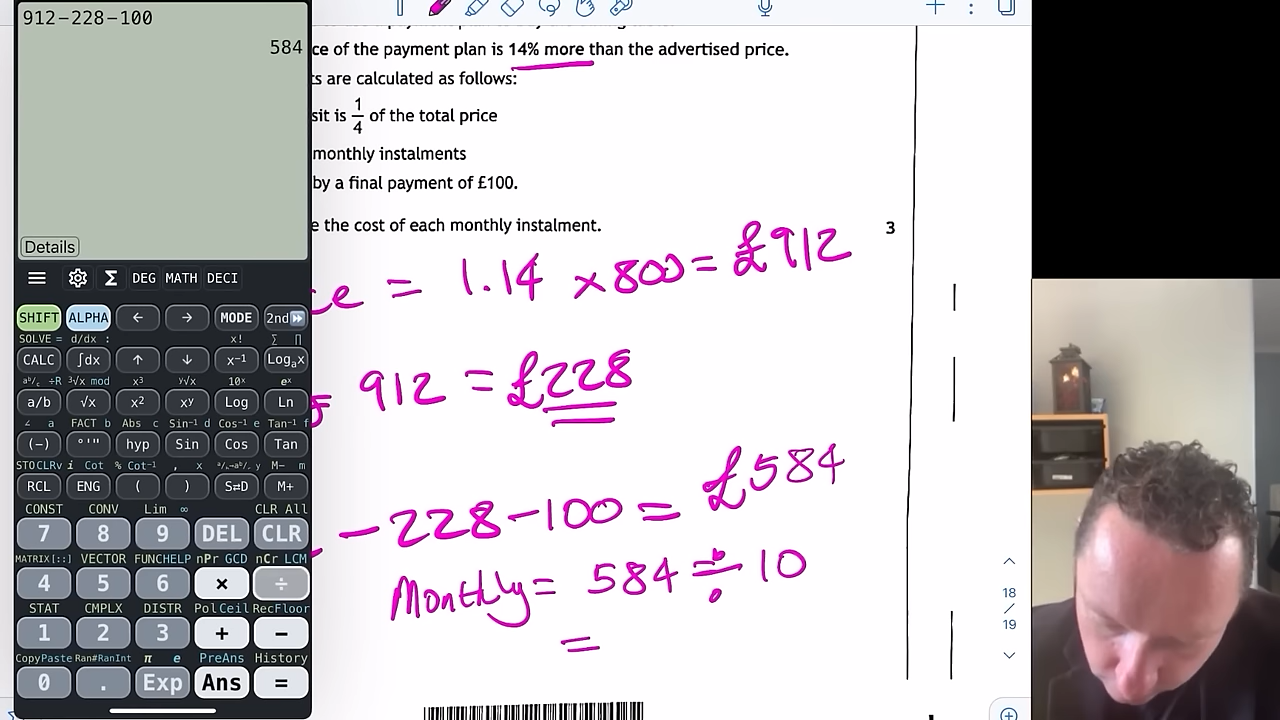 912-228-100
584
Details
DEG MATH DECI
SHIFT ALPHA ← → MODE 2nd
SOLVE = d/dx : x! ∑ ∏
CALC ∫dx ↑ ↓ x⁻¹ Logₐx
aᵇ/c ÷R ³√x mod x³ ʸ√x 10ˣ eˣ
a/b √x x² xʸ Log Ln
∠ a FACT b Abs c Sin⁻¹ d Cos⁻¹ e Tan⁻¹ f
(−) °'" hyp Sin Cos Tan
STO CLRv i Cot % Cot⁻¹ , x y M− m
RCL ENG ( ) S⇌D M+
CONST CONV Lim ∞ CLR All
7 8 9 DEL CLR
MATRIX[::] VECTOR FUNC HELP nPr GCD nCr LCM
4 5 6 × ÷
STAT CMPLX DISTR Pol Ceil Rec Floor
1 2 3 + −
Copy Paste Ran# RanInt π e PreAns History
0 . Exp Ans =
ce of the payment plan is 14% more than the advertised price.
ts are calculated as follows:
sit is 1/4 of the total price
monthly instalments
by a final payment of £100.
e the cost of each monthly instalment.
3
ce = 1.14 × 800 = £912
912 = £228
− 228 − 100 = £584
Monthly = 584 ÷ 10
=
18
/
19